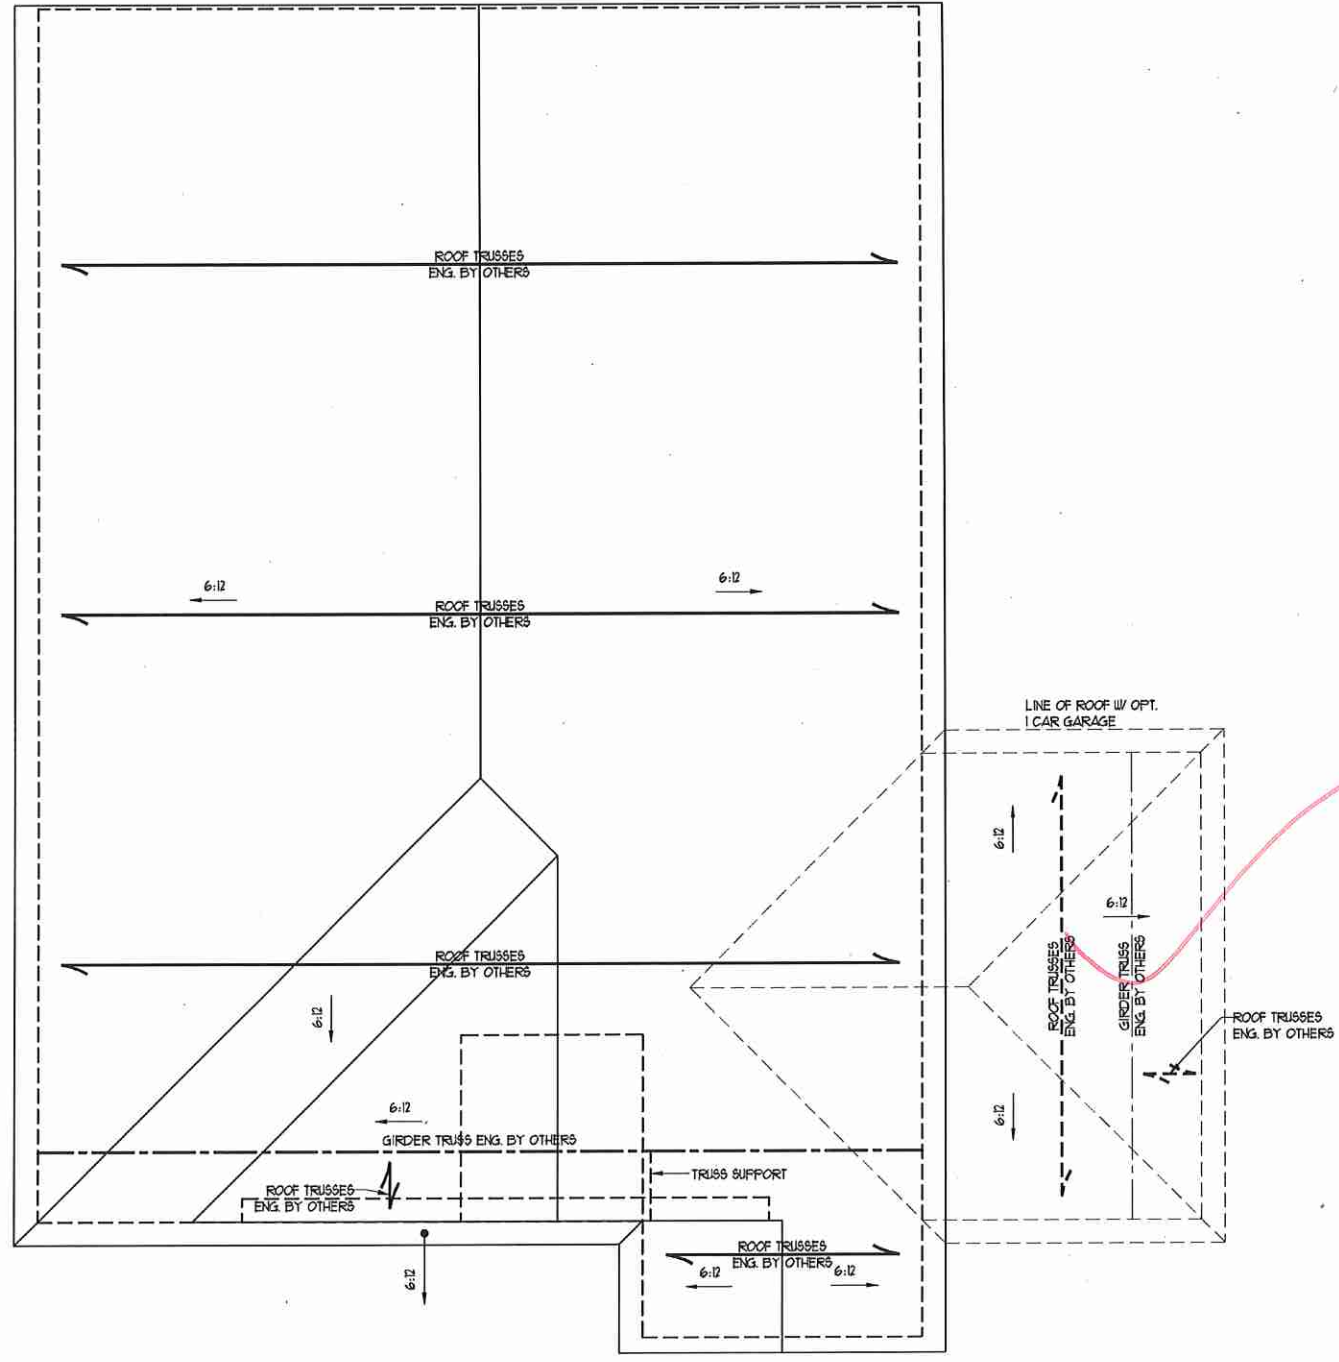 ROOF TRUSSES
ENG. BY OTHERS
6:12
6:12
ROOF TRUSSES
ENG. BY OTHERS
LINE OF ROOF W/ OPT.
1 CAR GARAGE
6:12
6:12
ROOF TRUSSES
ENG. BY OTHERS
GIRDER TRUSS
ENG. BY OTHERS
ROOF TRUSSES
ENG. BY OTHERS
6:12
ROOF TRUSSES
ENG. BY OTHERS
6:12
6:12
GIRDER TRUSS ENG. BY OTHERS
TRUSS SUPPORT
ROOF TRUSSES
ENG. BY OTHERS
ROOF TRUSSES
ENG. BY OTHERS
6:12
6:12
6:12